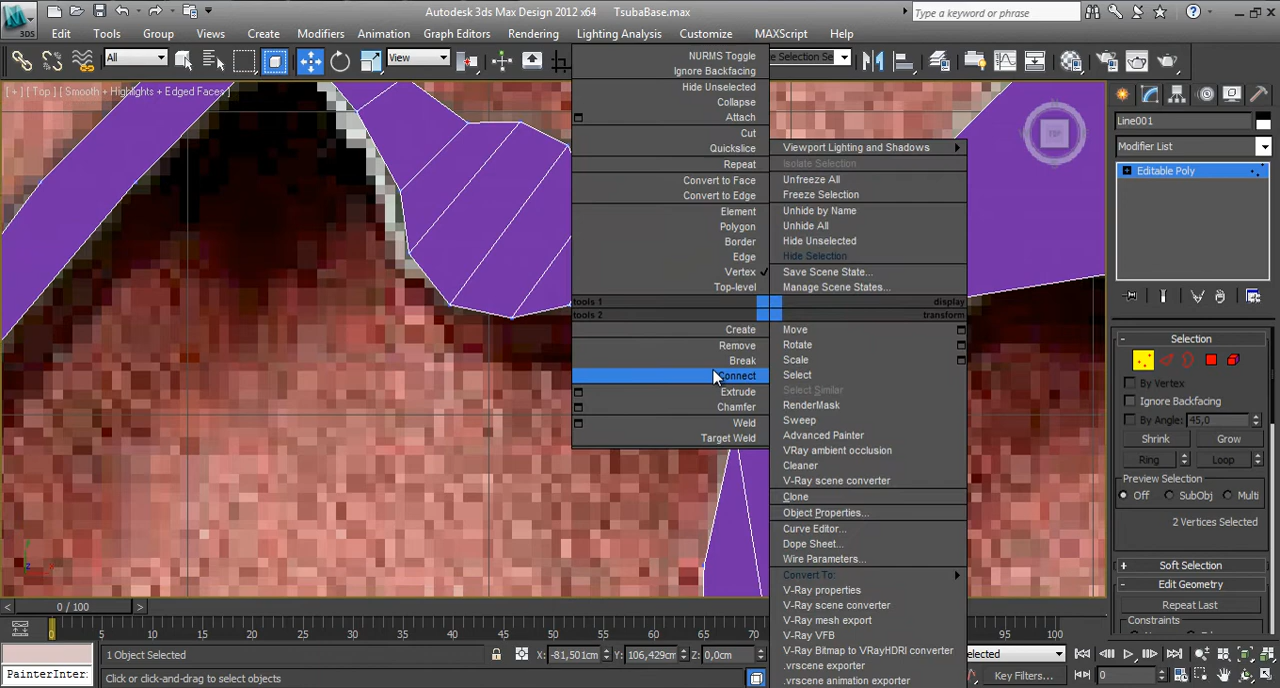 Autodesk 3ds Max Design 2012 x64 TsubaBase.max
Type a keyword or phrase
3DS
Edit Tools Group Views Create Modifiers Animation Graph Editors Rendering Lighting Analysis Customize MAXScript Help
All
View
Selection Se
[ + ] [ Top ] [ Smooth + Highlights + Edged Faces ]
TOP
NURMS Toggle
Ignore Backfacing
Hide Unselected
Collapse
Attach
Cut
Quickslice
Repeat
Convert to Face
Convert to Edge
Element
Polygon
Border
Edge
Vertex
Top-level
tools 1
tools 2
Create
Remove
Break
Connect
Extrude
Chamfer
Weld
Target Weld
Viewport Lighting and Shadows
Isolate Selection
Unfreeze All
Freeze Selection
Unhide by Name
Unhide All
Hide Unselected
Hide Selection
Save Scene State...
Manage Scene States...
display
transform
Move
Rotate
Scale
Select
Select Similar
RenderMask
Sweep
Advanced Painter
VRay ambient occlusion
Cleaner
V-Ray scene converter
Clone
Object Properties...
Curve Editor...
Dope Sheet...
Wire Parameters...
Convert To:
V-Ray properties
V-Ray scene converter
V-Ray mesh export
V-Ray VFB
V-Ray Bitmap to VRayHDRI converter
.vrscene exporter
.vrscene animation exporter
Line001
Modifier List
Editable Poly
Selection
By Vertex
Ignore Backfacing
By Angle: 45,0
Shrink Grow
Ring Loop
Preview Selection
Off SubObj Multi
2 Vertices Selected
Soft Selection
Edit Geometry
Repeat Last
Constraints
z
< 0 / 100 >
0 5 10 15 20 25 30 35 40 45 50 55 60 65 70 95 100
1 Object Selected
X: -81,501cm Y: 106,429cm Z: 0,0cm
elected
PainterInter:
Click or click-and-drag to select objects
Key Filters...
0